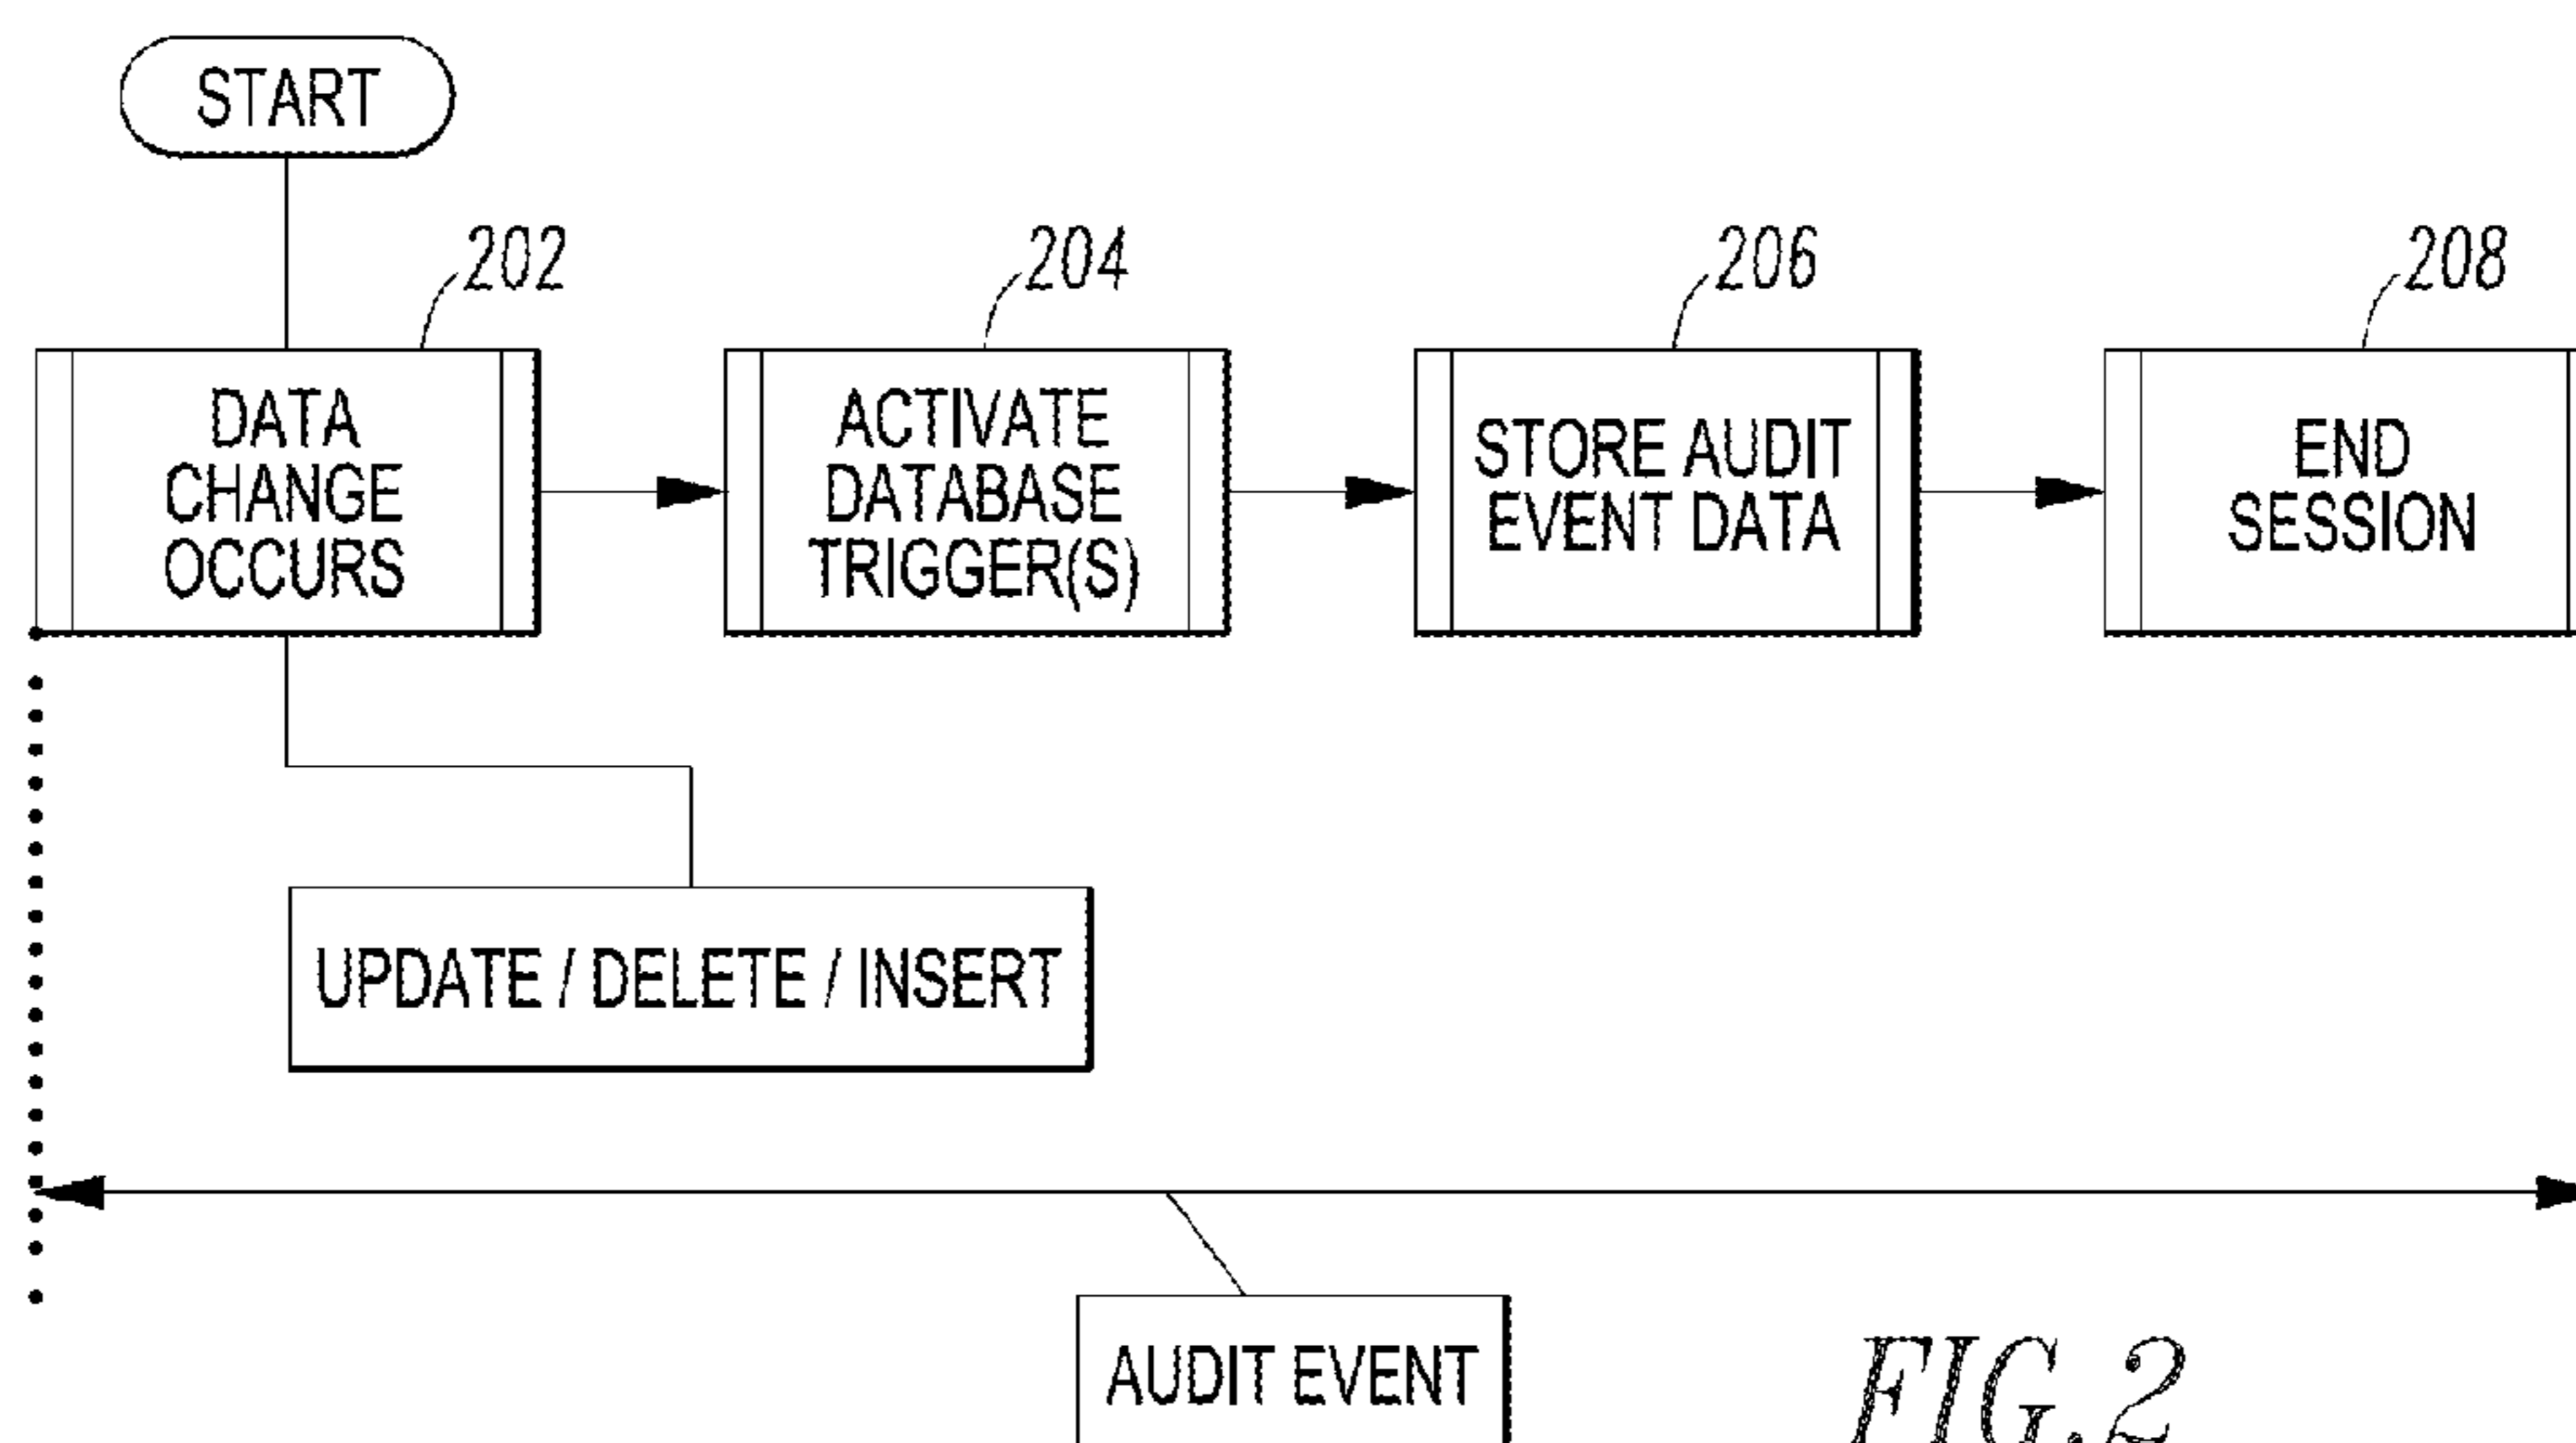 START
202
204
206
208
DATA
CHANGE
OCCURS
ACTIVATE
DATABASE
TRIGGER(S)
STORE AUDIT
EVENT DATA
END
SESSION
UPDATE / DELETE / INSERT
AUDIT EVENT
FIG.2